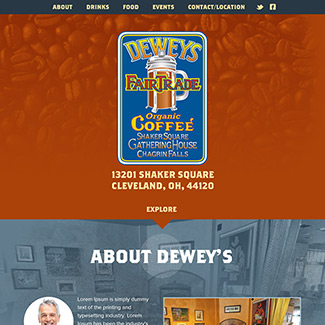 ABOUT DRINKS FOOD EVENTS CONTACT/LOCATION
DEWEYS
FAIR TRADE
Organic
COFFEE
SHAKER SQUARE
GATHERING HOUSE
CHAGRIN FALLS
13201 SHAKER SQUARE
CLEVELAND, OH, 44120
EXPLORE
ABOUT DEWEY'S
Lorem Ipsum is simply dummy
text of the printing and
typesetting industry. Lorem
Ipsum has been the industry's